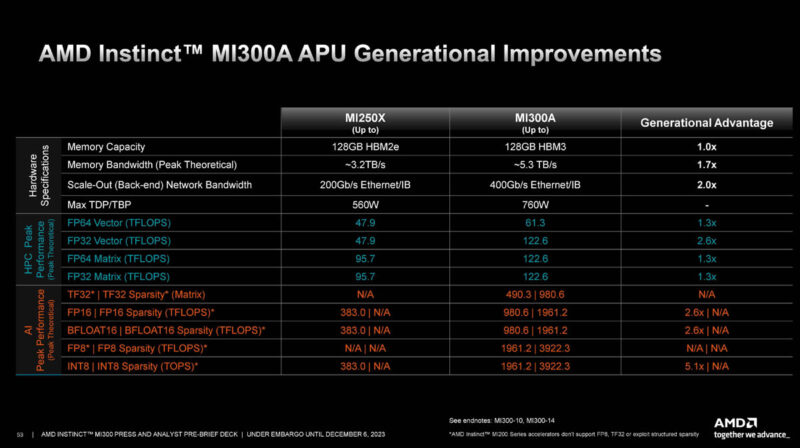 AMD Instinct™ MI300A APU Generational Improvements
MI250X
(Up to)
MI300A
(Up to)
Generational Advantage
Hardware Specifications
Memory Capacity 128GB HBM2e 128GB HBM3 1.0x
Memory Bandwidth (Peak Theoretical) ~3.2TB/s ~5.3 TB/s 1.7x
Scale-Out (Back-end) Network Bandwidth 200Gb/s Ethernet/IB 400Gb/s Ethernet/IB 2.0x
Max TDP/TBP 560W 760W -
HPC Peak Performance
(Peak Theoretical)
FP64 Vector (TFLOPS) 47.9 61.3 1.3x
FP32 Vector (TFLOPS) 47.9 122.6 2.6x
FP64 Matrix (TFLOPS) 95.7 122.6 1.3x
FP32 Matrix (TFLOPS) 95.7 122.6 1.3x
AI Peak Performance
(Peak Theoretical)
TF32* | TF32 Sparsity* (Matrix) N/A 490.3 | 980.6 N/A
FP16 | FP16 Sparsity (TFLOPS)* 383.0 | N/A 980.6 | 1961.2 2.6x | N/A
BFLOAT16 | BFLOAT16 Sparsity (TFLOPS)* 383.0 | N/A 980.6 | 1961.2 2.6x | N/A
FP8* | FP8 Sparsity (TFLOPS)* N/A | N/A 1961.2 | 3922.3 N/A | N\A
INT8 | INT8 Sparsity (TOPS)* 383.0 | N/A 1961.2 | 3922.3 5.1x | N/A
See endnotes: MI300-10, MI300-14
53 | AMD INSTINCT™ MI300 PRESS AND ANALYST PRE-BRIEF DECK | UNDER EMBARGO UNTIL DECEMBER 6, 2023
*AMD Instinct™ MI200 Series accelerators don't support FP8, TF32 or exploit structured sparsity
AMD
together we advance_